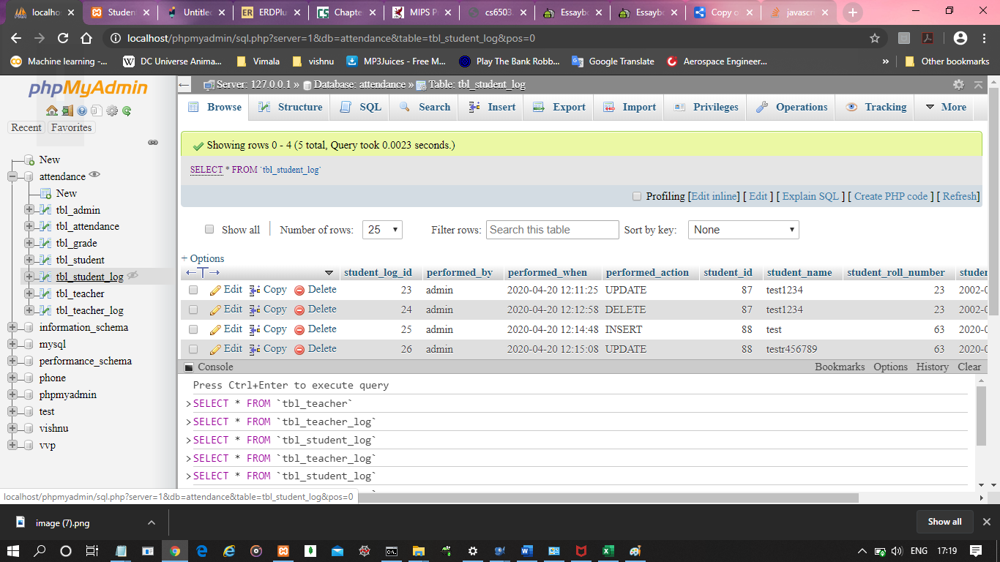 localhos
Student
Untitled
ERDPlu
Chapte
MIPS P
cs6503.
Essaybo
Essaybo
Copy o
javascri
localhost/phpmyadmin/sql.php?server=1&db=attendance&table=tbl_student_log&pos=0
Machine learning -... DC Universe Anima... Vimala vishnu MP3Juices - Free M... Play The Bank Robb... Google Translate Aerospace Engineer... » Other bookmarks
phpMyAdmin
Recent Favorites
New
attendance
New
tbl_admin
tbl_attendance
tbl_grade
tbl_student
tbl_student_log
tbl_teacher
tbl_teacher_log
information_schema
mysql
performance_schema
phone
phpmyadmin
test
vishnu
vvp
Server: 127.0.0.1 » Database: attendance » Table: tbl_student_log
Browse Structure SQL Search Insert Export Import Privileges Operations Tracking More
Showing rows 0 - 4 (5 total, Query took 0.0023 seconds.)
SELECT * FROM `tbl_student_log`
Profiling [Edit inline] [ Edit ] [ Explain SQL ] [ Create PHP code ] [ Refresh]
Show all Number of rows: 25 Filter rows: Search this table Sort by key: None
+ Options
←T→ student_log_id performed_by performed_when performed_action student_id student_name student_roll_number studen
Edit Copy Delete 23 admin 2020-04-20 12:11:25 UPDATE 87 test1234 23 2002-0
Edit Copy Delete 24 admin 2020-04-20 12:12:58 DELETE 87 test1234 23 2002-0
Edit Copy Delete 25 admin 2020-04-20 12:14:48 INSERT 88 test 63 2020-0
Edit Copy Delete 26 admin 2020-04-20 12:15:08 UPDATE 88 testr456789 63 2020-0
Console Bookmarks Options History Clear
Press Ctrl+Enter to execute query
>SELECT * FROM `tbl_teacher`
>SELECT * FROM `tbl_teacher_log`
>SELECT * FROM `tbl_student_log`
>SELECT * FROM `tbl_teacher_log`
>SELECT * FROM `tbl_student_log`
localhost/phpmyadmin/sql.php?server=1&db=attendance&table=tbl_student_log&pos=0
image (7).png Show all
ENG 17:19